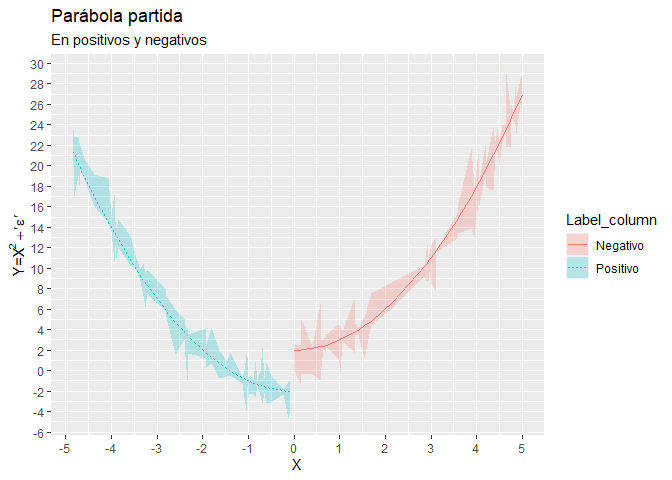 Parábola partida
En positivos y negativos
30
28
26
24
22
20
18
16
14
12
10
8
6
4
2
0
-2
-4
-6
Y=X² + 'ε'
-5 -4 -3 -2 -1 0 1 2 3 4 5
X
Label_column
Negativo
Positivo